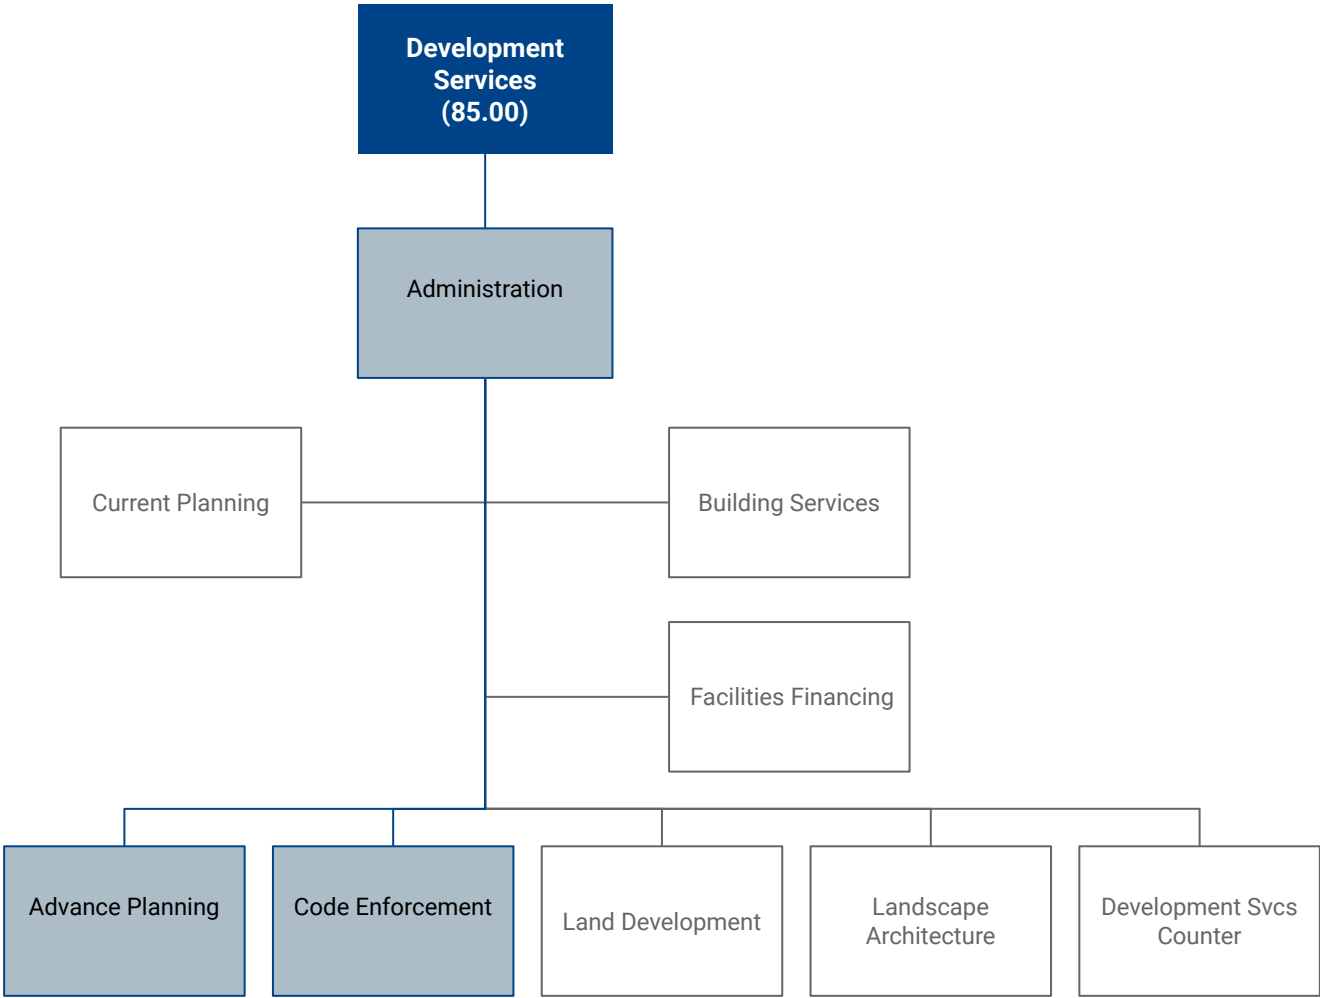 Development
Services
(85.00)
Administration
Current Planning
Building Services
Facilities Financing
Advance Planning
Code Enforcement
Land Development
Landscape
Architecture
Development Svcs
Counter